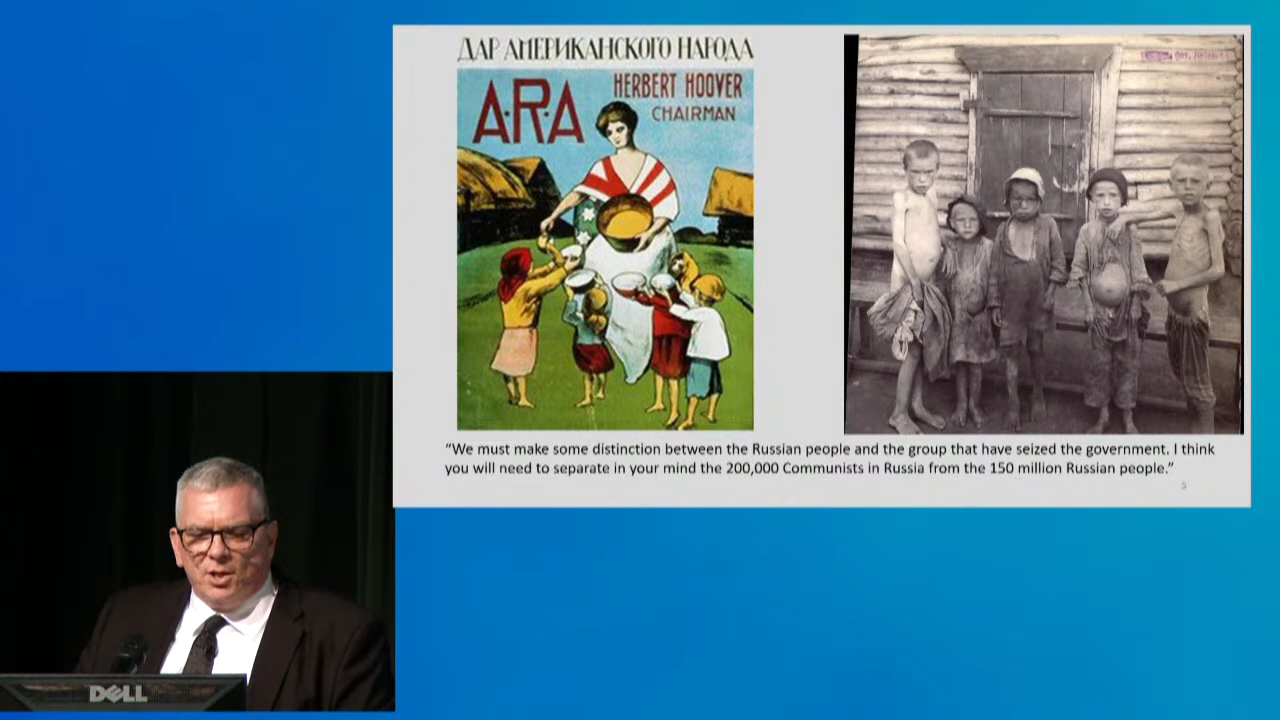 ДАР АМЕРИКАНСКОГО НАРОДА
A·R·A
HERBERT HOOVER
CHAIRMAN
"We must make some distinction between the Russian people and the group that have seized the government. I think
you will need to separate in your mind the 200,000 Communists in Russia from the 150 million Russian people."
DELL